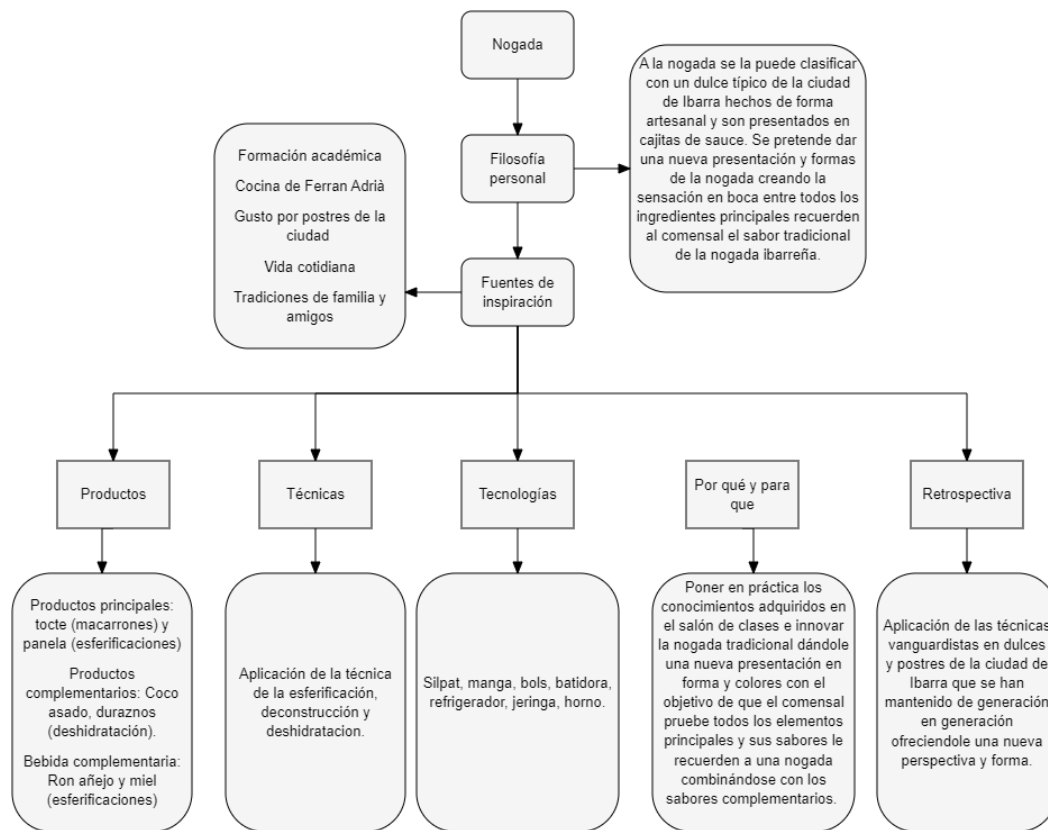 Nogada
A la nogada se la puede clasificar
con un dulce típico de la ciudad
de Ibarra hechos de forma
artesanal y son presentados en
cajitas de sauce. Se pretende dar
una nueva presentación y formas
de la nogada creando la
sensación en boca entre todos los
ingredientes principales recuerden
al comensal el sabor tradicional
de la nogada ibarreña.
Filosofía
personal
Formación académica
Cocina de Ferran Adrià
Gusto por postres de la
ciudad
Vida cotidiana
Tradiciones de familia y
amigos
Fuentes de
inspiración
Productos
Técnicas
Tecnologías
Por qué y para
que
Retrospectiva
Productos principales:
tocte (macarrones) y
panela (esferificaciones)
Productos
complementarios: Coco
asado, duraznos
(deshidratación).
Bebida complementaria:
Ron añejo y miel
(esferificaciones)
Aplicación de la técnica
de la esferificación,
deconstrucción y
deshidratacion.
Silpat, manga, bols, batidora,
refrigerador, jeringa, horno.
Poner en práctica los
conocimientos adquiridos en
el salón de clases e innovar
la nogada tradicional dándole
una nueva presentación en
forma y colores con el
objetivo de que el comensal
pruebe todos los elementos
principales y sus sabores le
recuerden a una nogada
combinándose con los
sabores complementarios.
Aplicación de las técnicas
vanguardistas en dulces
y postres de la ciudad de
Ibarra que se han
mantenido de generación
en generación
ofreciendole una nueva
perspectiva y forma.